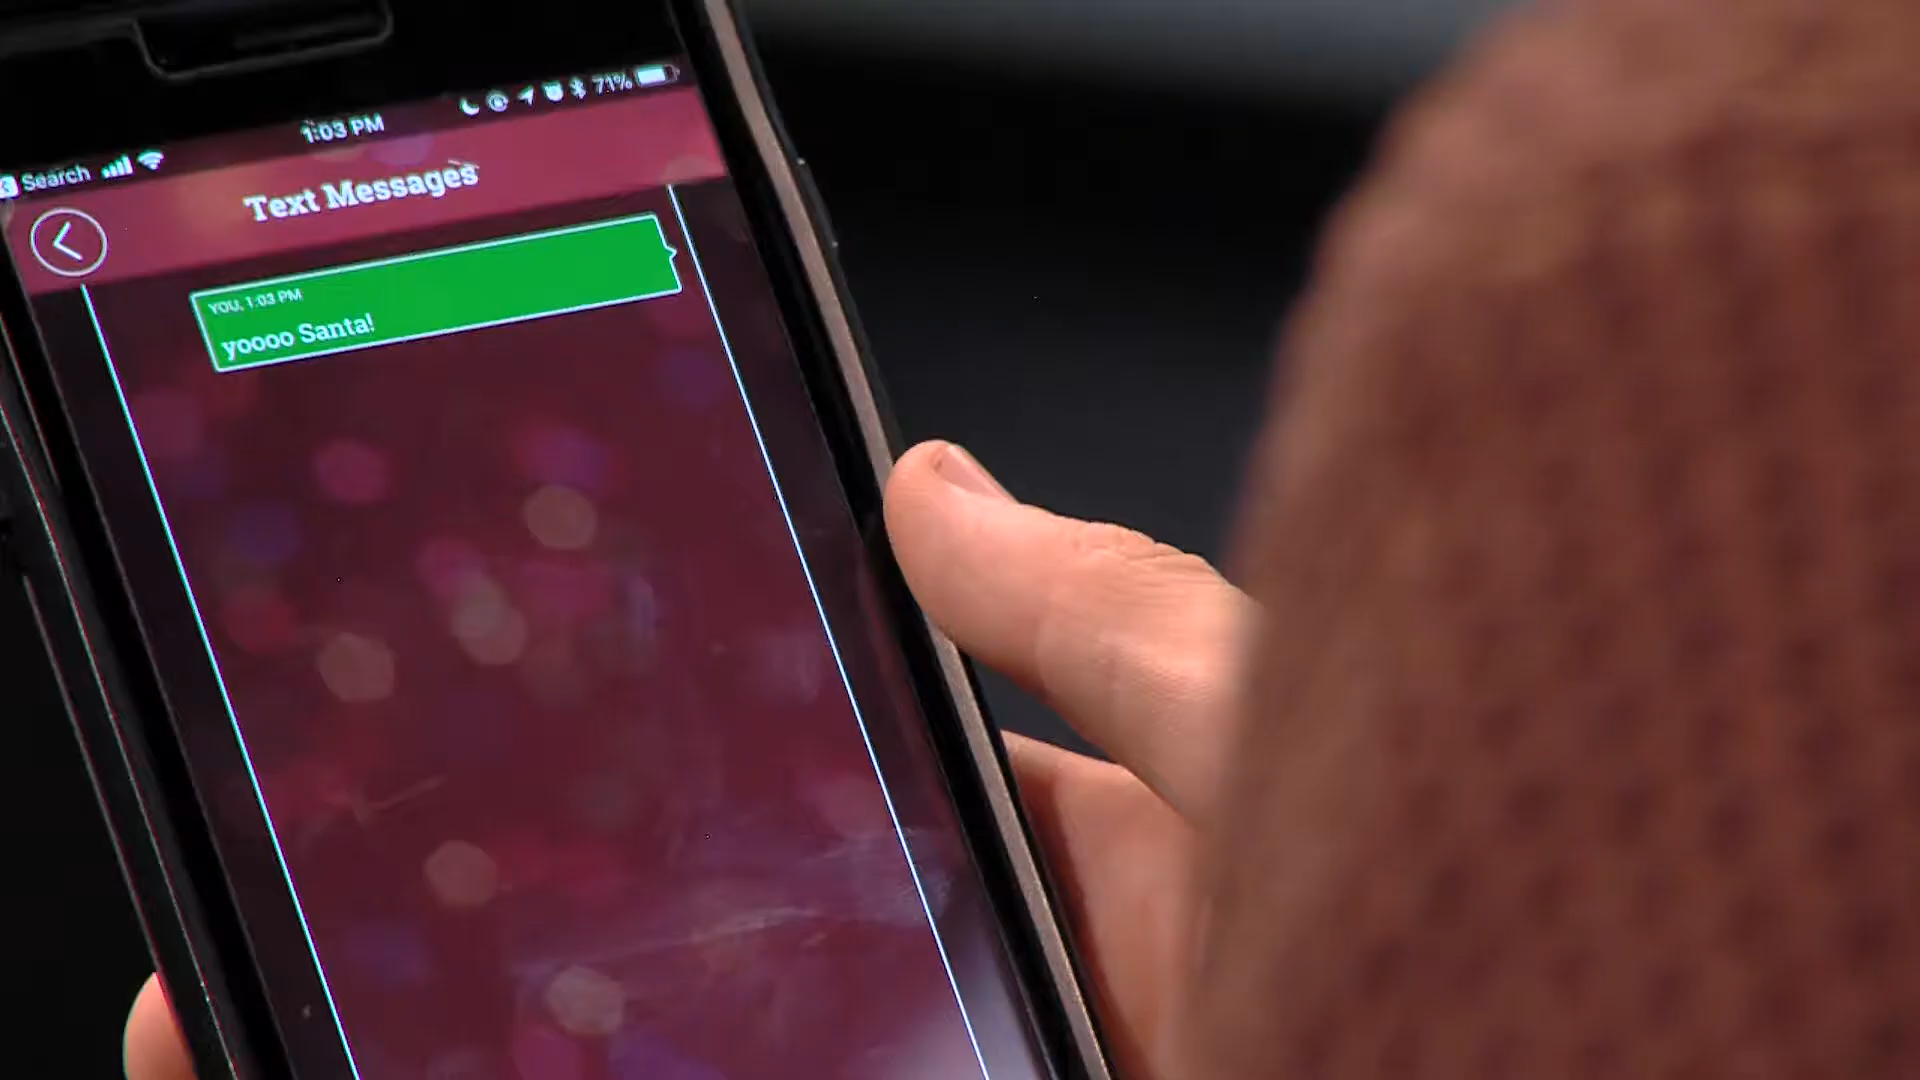 1:03 PM
71%
Search
Text Messages
YOU, 1:03 PM
yoooo Santa!